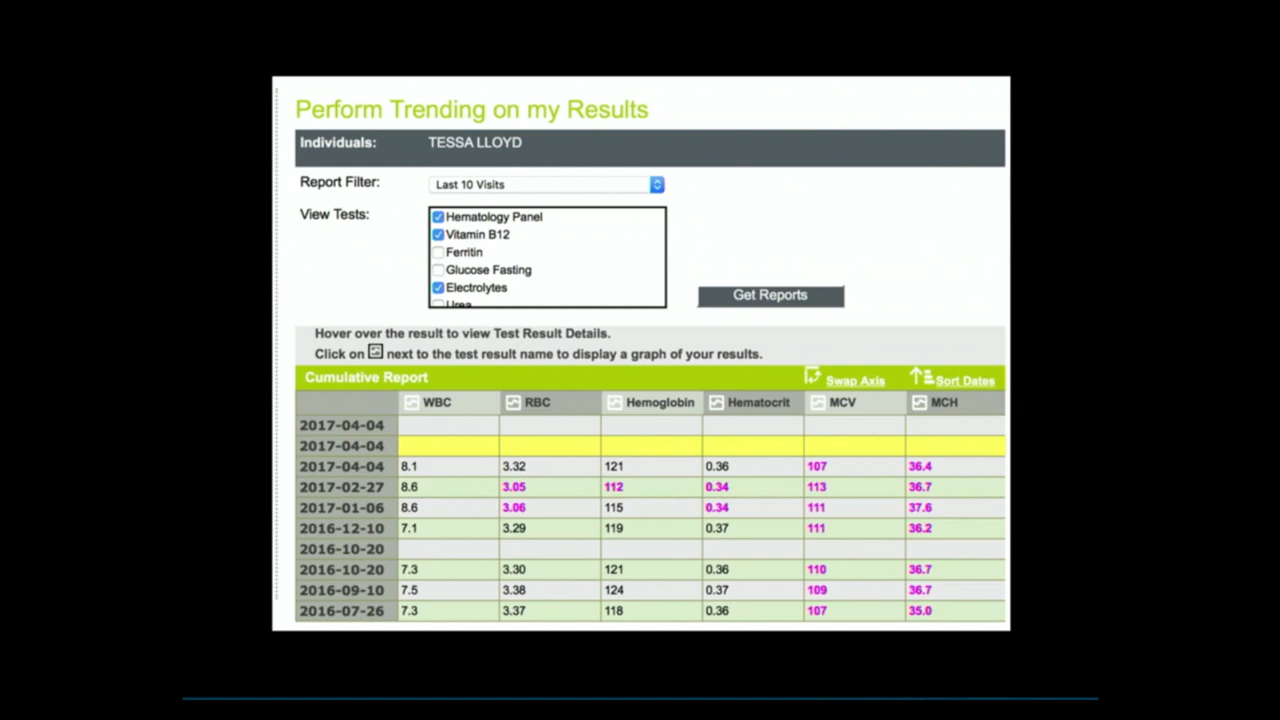 Perform Trending on my Results
Individuals: TESSA LLOYD
Report Filter: Last 10 Visits
View Tests: Hematology Panel
Vitamin B12
Ferritin
Glucose Fasting
Electrolytes
Urea
Get Reports
Hover over the result to view Test Result Details.
Click on next to the test result name to display a graph of your results.
Cumulative Report Swap Axis Sort Dates
WBC RBC Hemoglobin Hematocrit MCV MCH
2017-04-04
2017-04-04
2017-04-04 8.1 3.32 121 0.36 107 36.4
2017-02-27 8.6 3.05 112 0.34 113 36.7
2017-01-06 8.6 3.06 115 0.34 111 37.6
2016-12-10 7.1 3.29 119 0.37 111 36.2
2016-10-20
2016-10-20 7.3 3.30 121 0.36 110 36.7
2016-09-10 7.5 3.38 124 0.37 109 36.7
2016-07-26 7.3 3.37 118 0.36 107 35.0